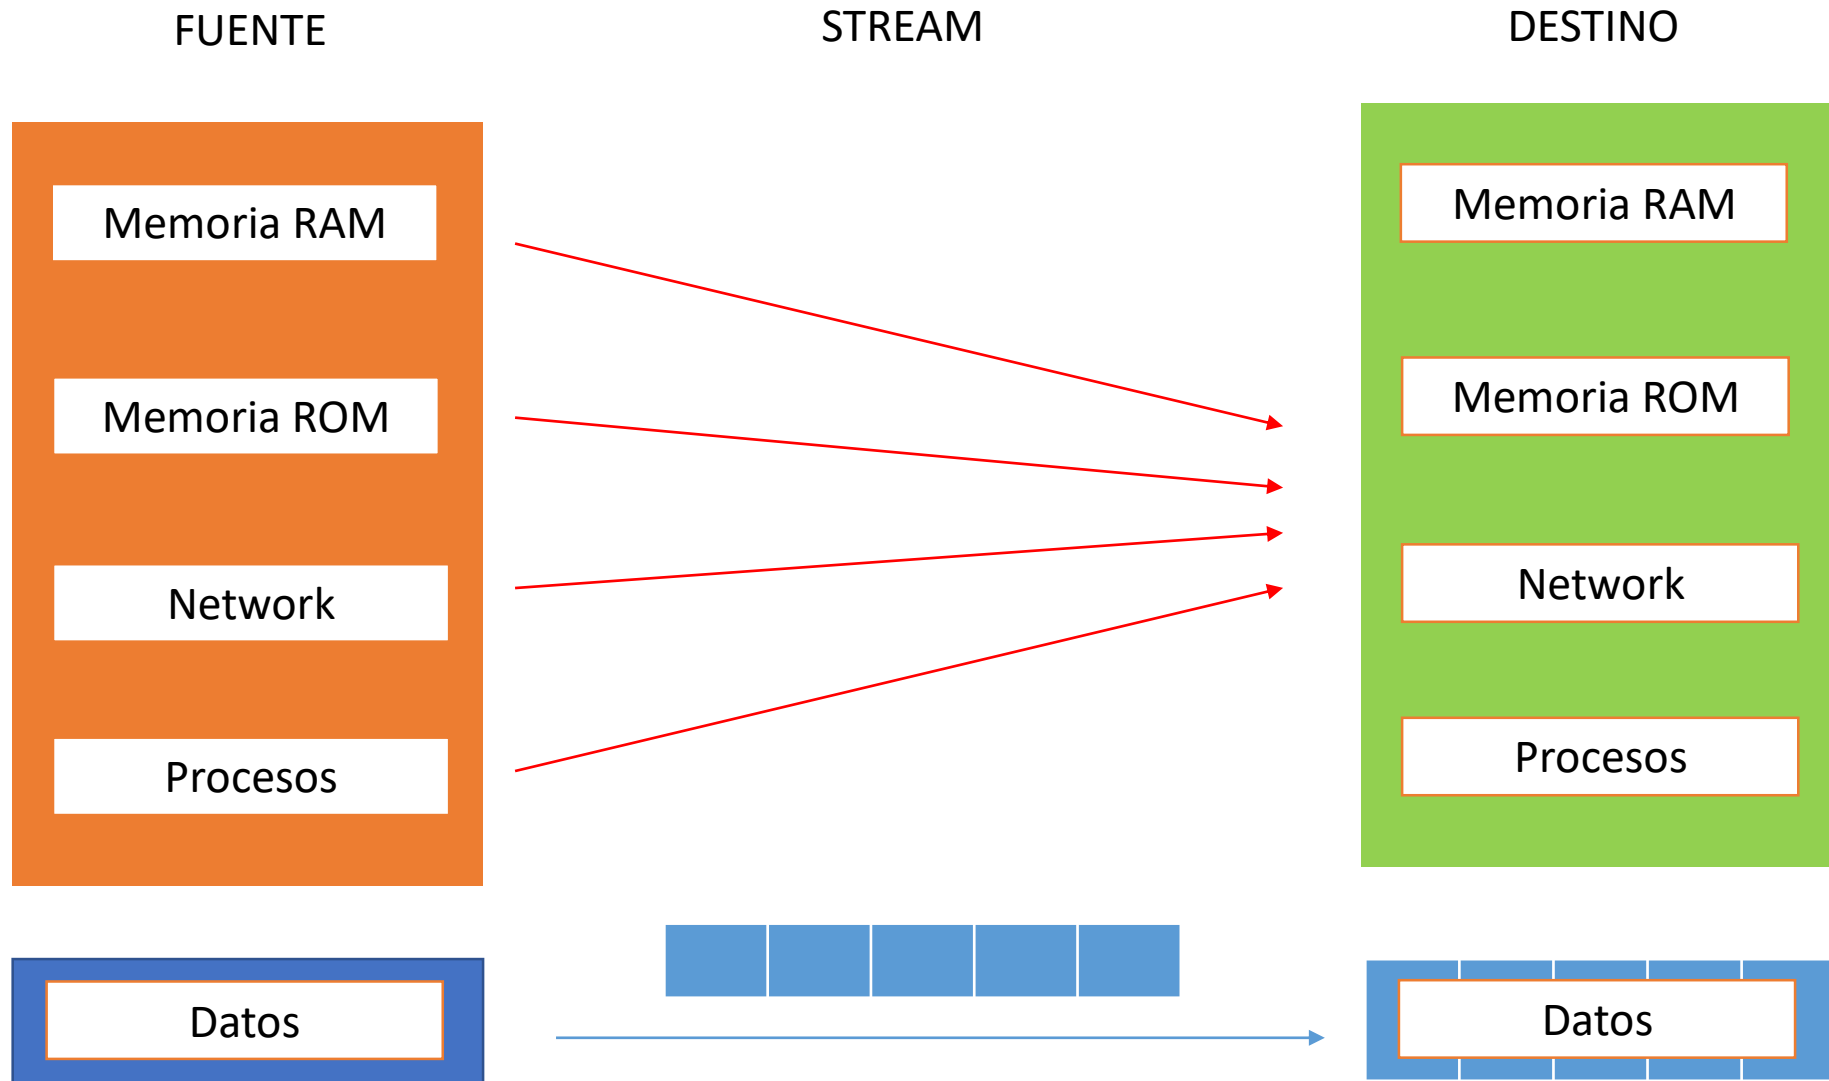 FUENTE
STREAM
DESTINO
Memoria RAM
Memoria ROM
Network
Procesos
Memoria RAM
Memoria ROM
Network
Procesos
Datos
Datos